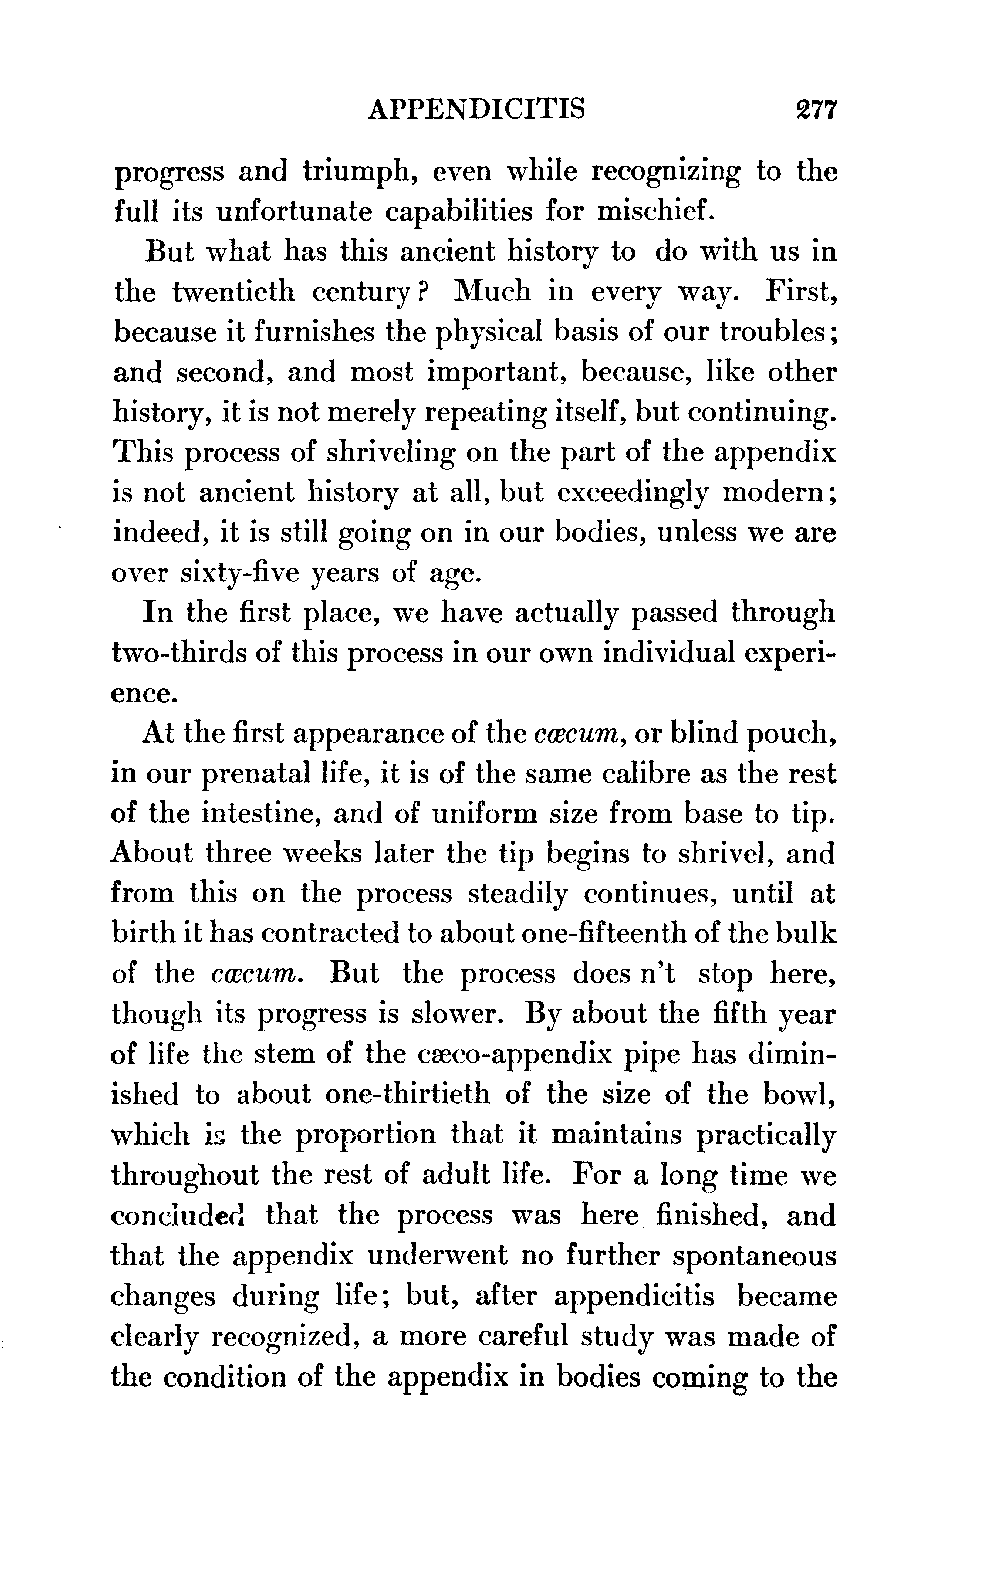 APPENDICITIS 277
progress and triumph, even while recognizing to the
full its unfortunate capabilities for mischief.
But what has this ancient history to do with us in
the twentieth century? Much in every way. First,
because it furnishes the physical basis of our troubles;
and second, and most important, because, like other
history, it is not merely repeating itself, but continuing.
This process of shriveling on the part of the appendix
is not ancient history at all, but exceedingly modern;
indeed, it is still going on in our bodies, unless we are
over sixty-five years of age.
In the first place, we have actually passed through
two-thirds of this process in our own individual experi-
ence.
At the first appearance of the cæcum, or blind pouch,
in our prenatal life, it is of the same calibre as the rest
of the intestine, and of uniform size from base to tip.
About three weeks later the tip begins to shrivel, and
from this on the process steadily continues, until at
birth it has contracted to about one-fifteenth of the bulk
of the cæcum. But the process does n't stop here,
though its progress is slower. By about the fifth year
of life the stem of the cæco-appendix pipe has dimin-
ished to about one-thirtieth of the size of the bowl,
which is the proportion that it maintains practically
throughout the rest of adult life. For a long time we
concluded that the process was here finished, and
that the appendix underwent no further spontaneous
changes during life; but, after appendicitis became
clearly recognized, a more careful study was made of
the condition of the appendix in bodies coming to the